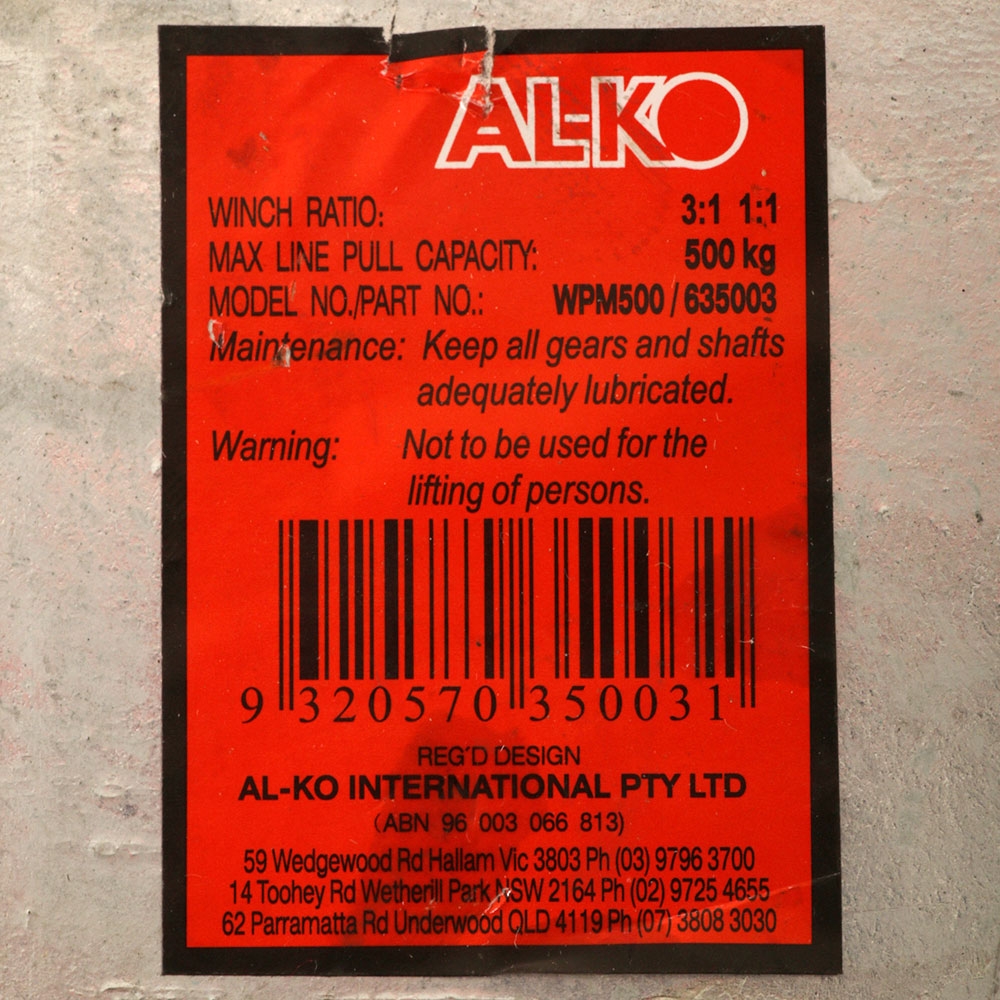 AL-KO
WINCH RATIO: 3:1 1:1
MAX LINE PULL CAPACITY: 500 kg
MODEL NO./PART NO.: WPM500 / 635003
Maintenance: Keep all gears and shafts
adequately lubricated.
Warning: Not to be used for the
lifting of persons.
9 320570 350031
REG'D DESIGN
AL-KO INTERNATIONAL PTY LTD
(ABN 96 003 066 813)
59 Wedgewood Rd Hallam Vic 3803 Ph (03) 9796 3700
14 Toohey Rd Wetherill Park NSW 2164 Ph (02) 9725 4655
62 Parramatta Rd Underwood QLD 4119 Ph (07) 3808 3030